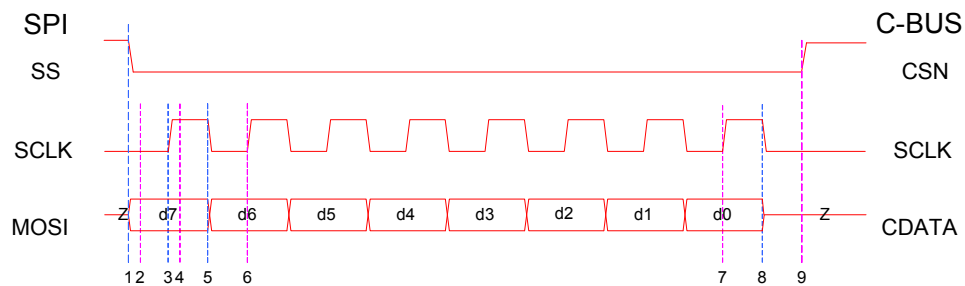 SPI C-BUS
SS CSN
SCLK SCLK
MOSI Z d7 d6 d5 d4 d3 d2 d1 d0 Z CDATA
1 2 3 4 5 6 7 8 9